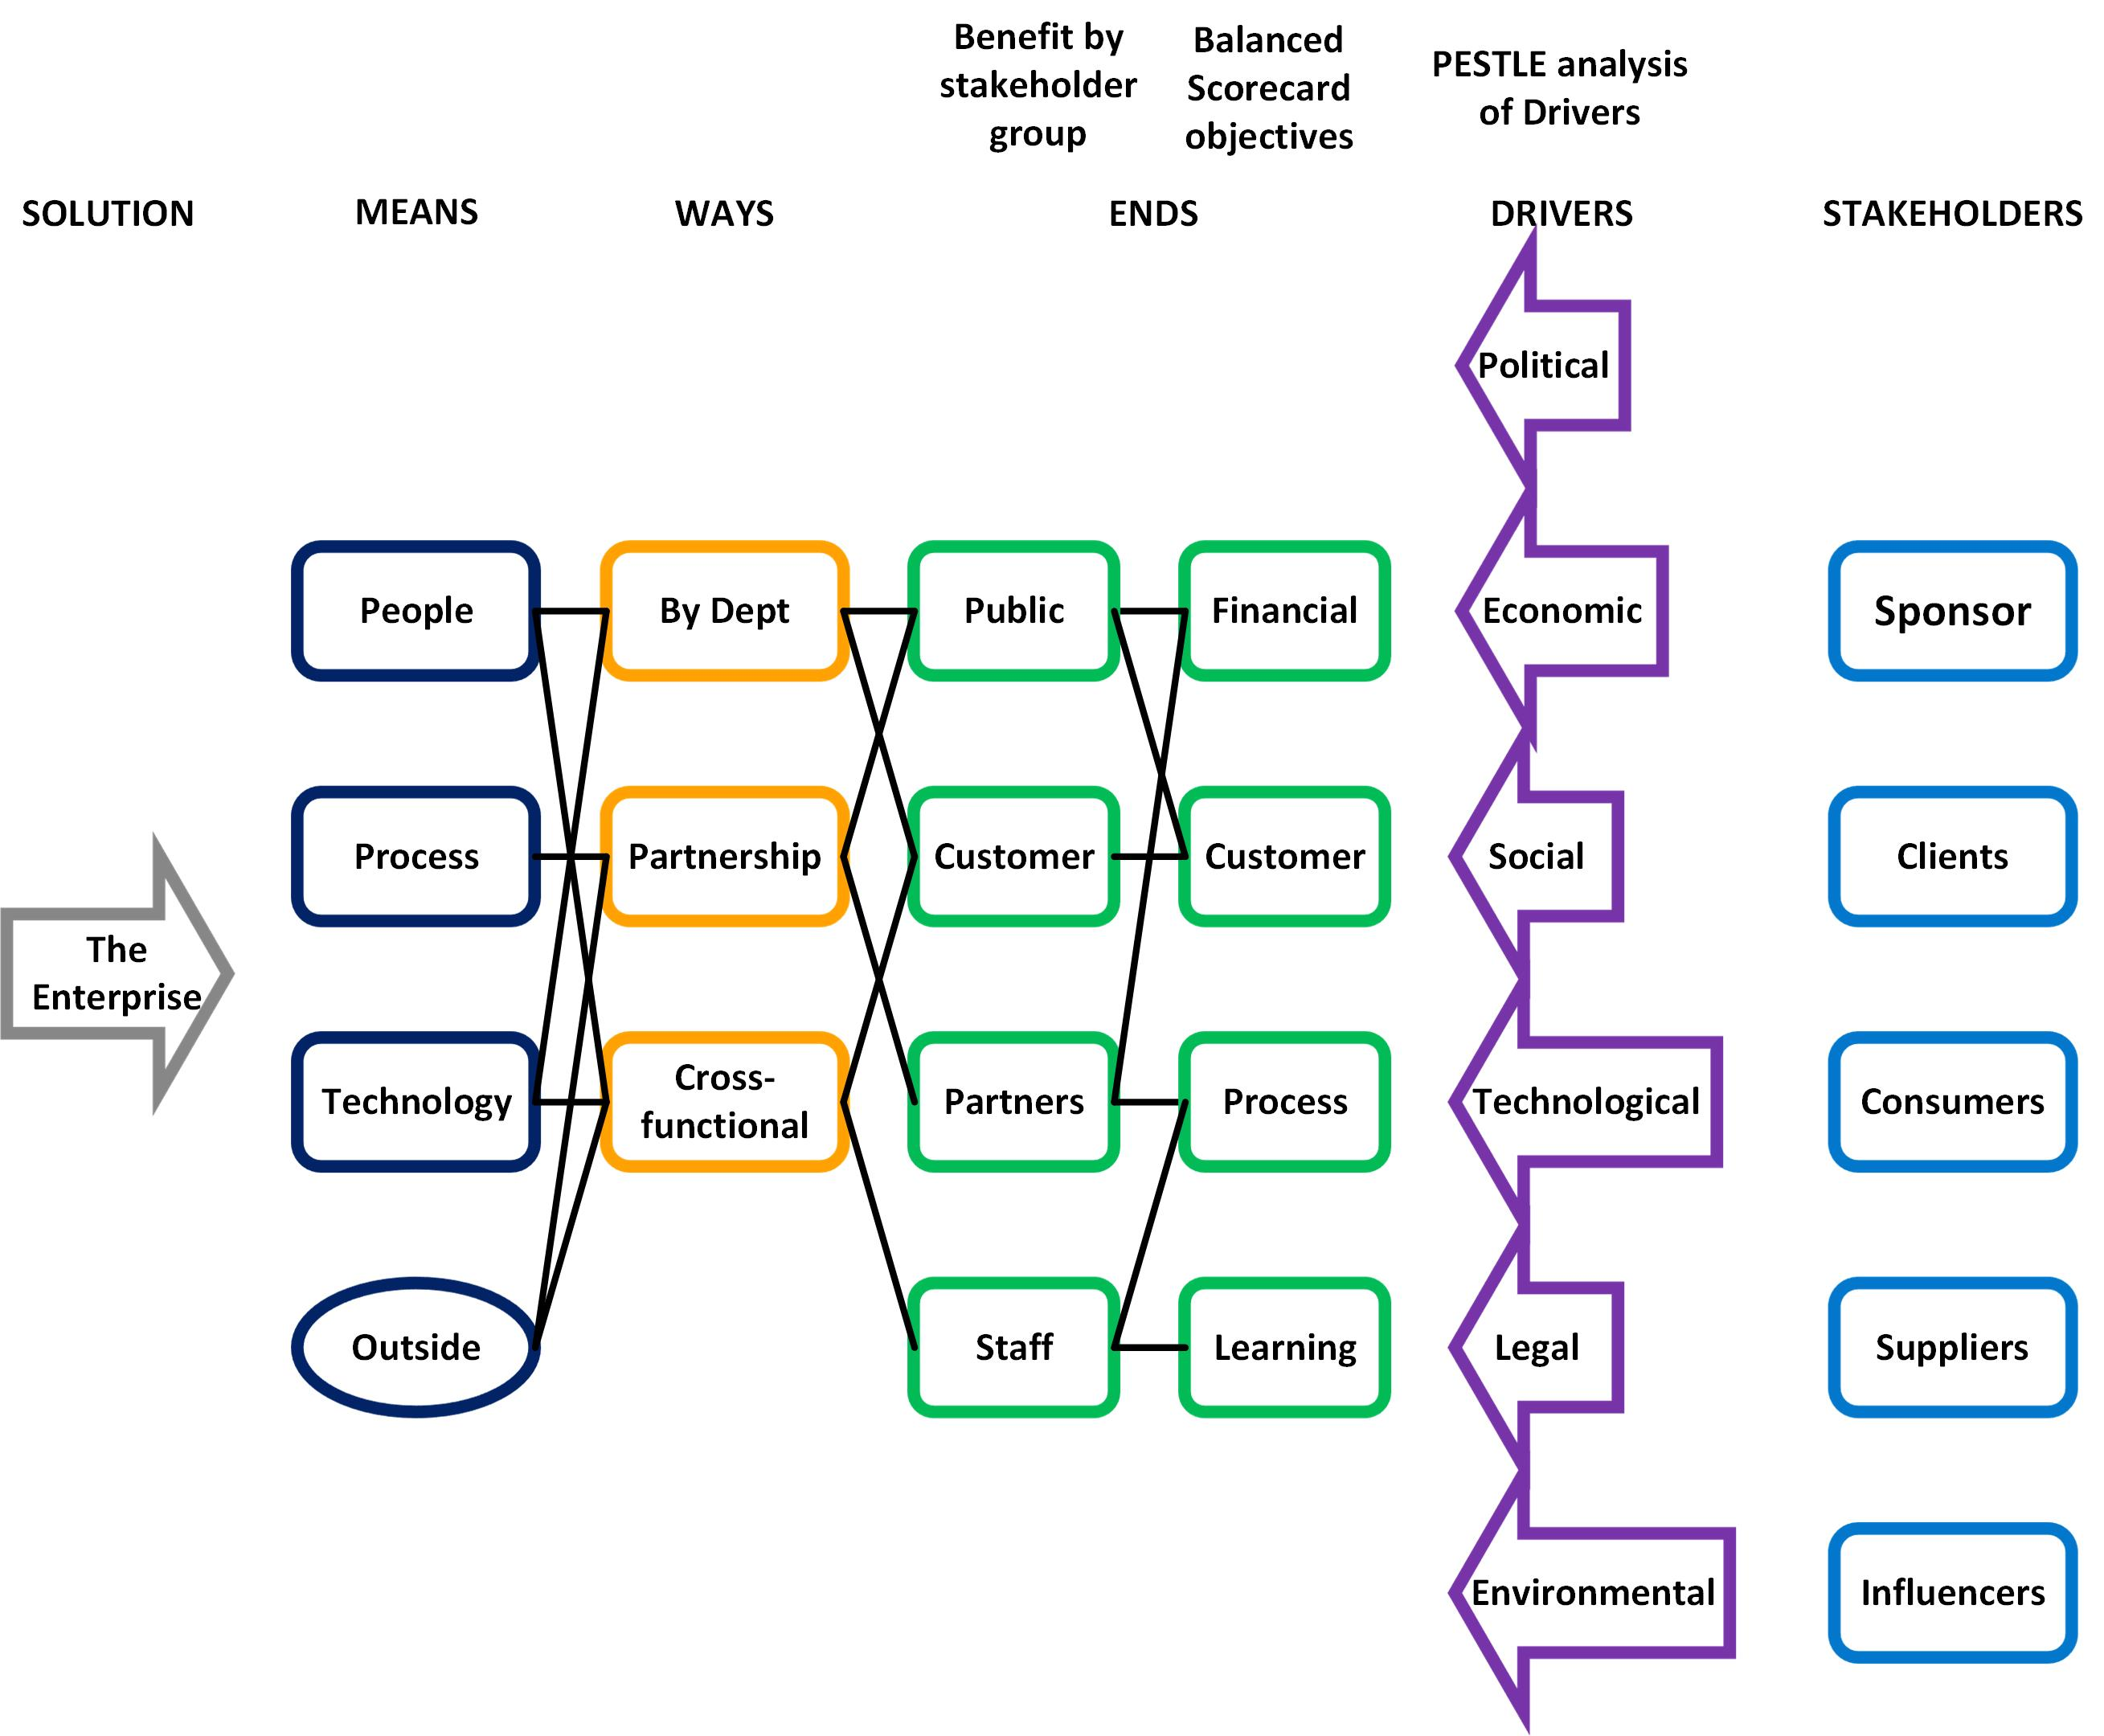 Benefit by
stakeholder
group
Balanced
Scorecard
objectives
PESTLE analysis
of Drivers
SOLUTION
MEANS
WAYS
ENDS
DRIVERS
STAKEHOLDERS
Political
People
By Dept
Public
Financial
Economic
Sponsor
Process
Partnership
Customer
Customer
Social
Clients
The
Enterprise
Technology
Cross-
functional
Partners
Process
Technological
Consumers
Outside
Staff
Learning
Legal
Suppliers
Environmental
Influencers